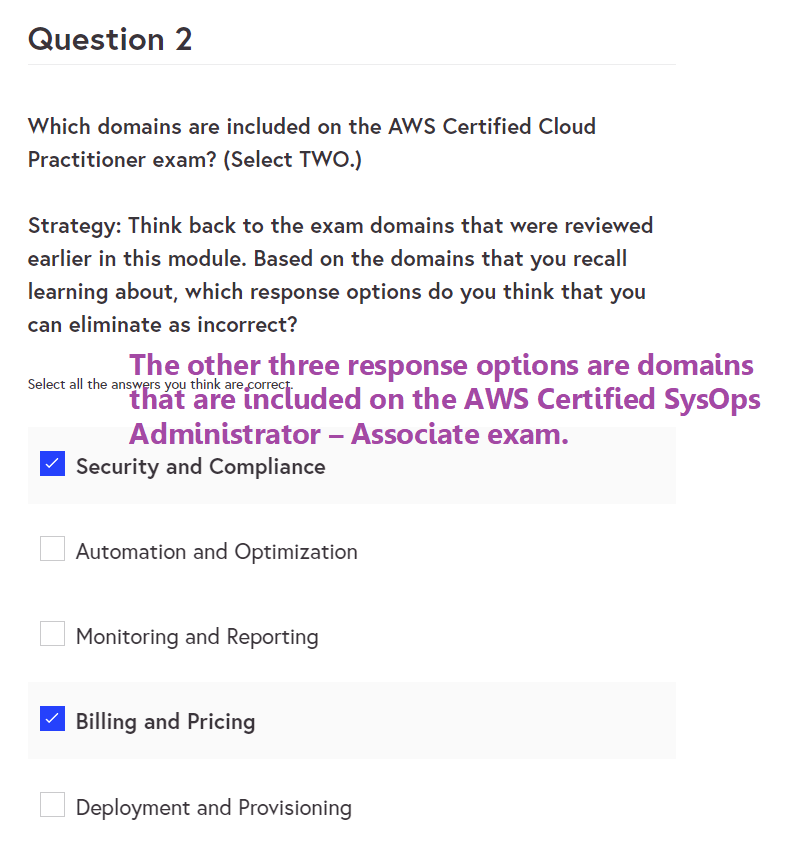 Question 2
Which domains are included on the AWS Certified Cloud
Practitioner exam? (Select TWO.)
Strategy: Think back to the exam domains that were reviewed
earlier in this module. Based on the domains that you recall
learning about, which response options do you think that you
can eliminate as incorrect?
The other three response options are domains
Select all the answers you think are correct.
that are included on the AWS Certified SysOps
Administrator – Associate exam.
Security and Compliance
Automation and Optimization
Monitoring and Reporting
Billing and Pricing
Deployment and Provisioning